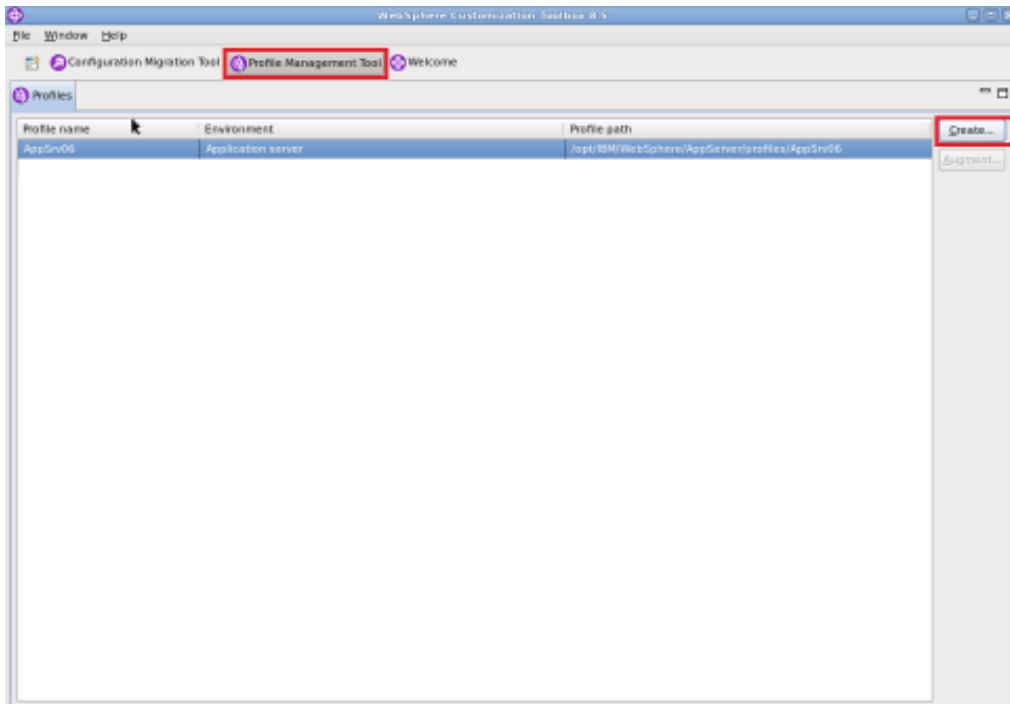 WebSphere Customization Toolbox 8.5
File Window Help
Configuration Migration Tool Profile Management Tool Welcome
Profiles
Profile name Environment Profile path
Create...
AppSrv06 Application server /opt/IBM/WebSphere/AppServer/profiles/AppSrv06
Augment...